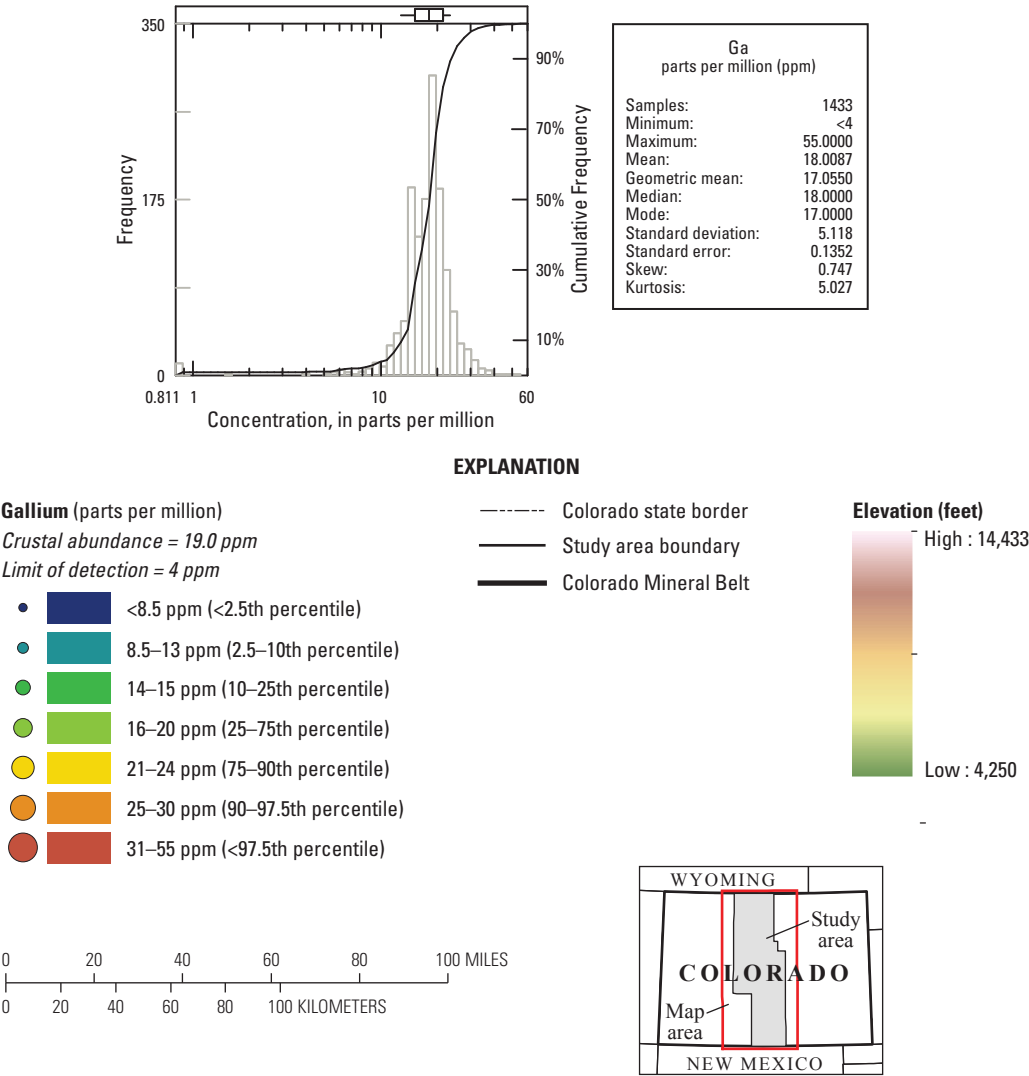 350
175
0
Frequency
90%
70%
50%
30%
10%
Cumulative Frequency
0.811 1 10 60
Concentration, in parts per million
Ga
parts per million (ppm)
Samples: 1433
Minimum: <4
Maximum: 55.0000
Mean: 18.0087
Geometric mean: 17.0550
Median: 18.0000
Mode: 17.0000
Standard deviation: 5.118
Standard error: 0.1352
Skew: 0.747
Kurtosis: 5.027
EXPLANATION
Gallium (parts per million)
Crustal abundance = 19.0 ppm
Limit of detection = 4 ppm
<8.5 ppm (<2.5th percentile)
8.5–13 ppm (2.5–10th percentile)
14–15 ppm (10–25th percentile)
16–20 ppm (25–75th percentile)
21–24 ppm (75–90th percentile)
25–30 ppm (90–97.5th percentile)
31–55 ppm (<97.5th percentile)
Colorado state border
Study area boundary
Colorado Mineral Belt
Elevation (feet)
High : 14,433
Low : 4,250
0 20 40 60 80 100 MILES
0 20 40 60 80 100 KILOMETERS
WYOMING
Study
area
COLORADO
Map
area
NEW MEXICO